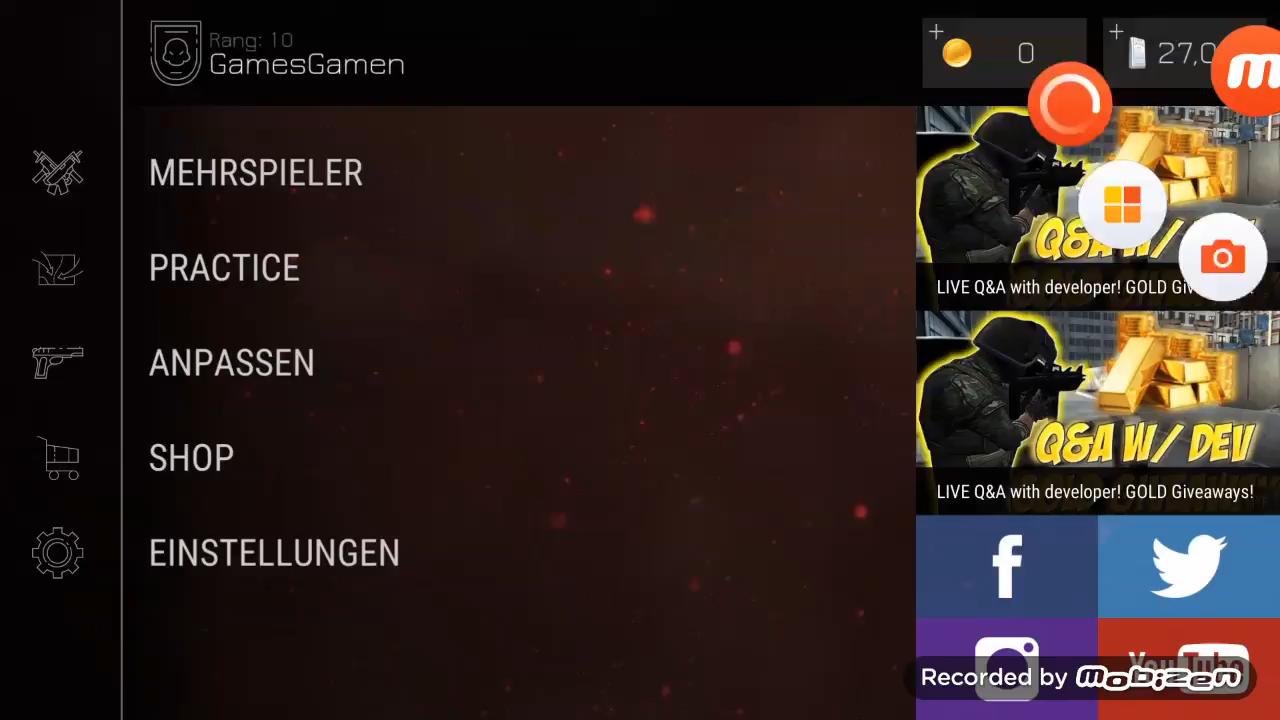 Rang: 10
GamesGamen
0
27,0
MEHRSPIELER
PRACTICE
ANPASSEN
SHOP
EINSTELLUNGEN
Q&A W/
LIVE Q&A with developer! GOLD
Q&A W/ DEV
LIVE Q&A with developer! GOLD Giveaways!
YouTube
Recorded by mobizen